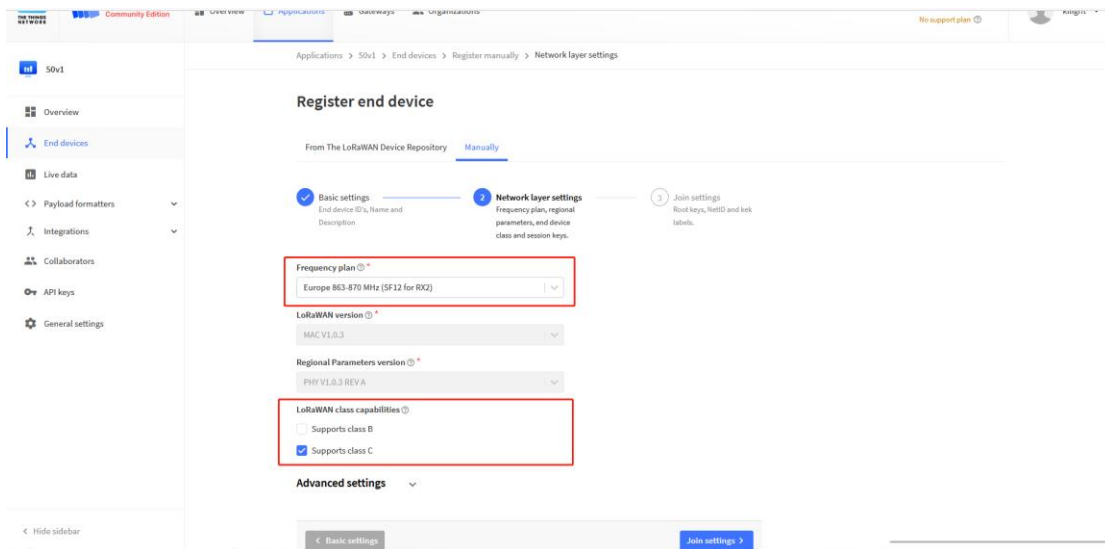 THE THINGS
NETWORK
Community Edition
Overview
Applications
Gateways
Organizations
No support plan
50v1
Applications > 50v1 > End devices > Register manually > Network layer settings
Register end device
Overview
End devices
Live data
<> Payload formatters
Integrations
Collaborators
API keys
General settings
From The LoRaWAN Device Repository
Manually
Basic settings
End device ID's, Name and
Description
2
Network layer settings
Frequency plan, regional
parameters, end device
class and session keys.
3
Join settings
Root keys, NetID and kek
labels.
Frequency plan *
Europe 863-870 MHz (SF12 for RX2)
LoRaWAN version *
MAC V1.0.3
Regional Parameters version *
PHY V1.0.3 REV A
LoRaWAN class capabilities
Supports class B
Supports class C
Advanced settings
< Hide sidebar
< Basic settings
Join settings >